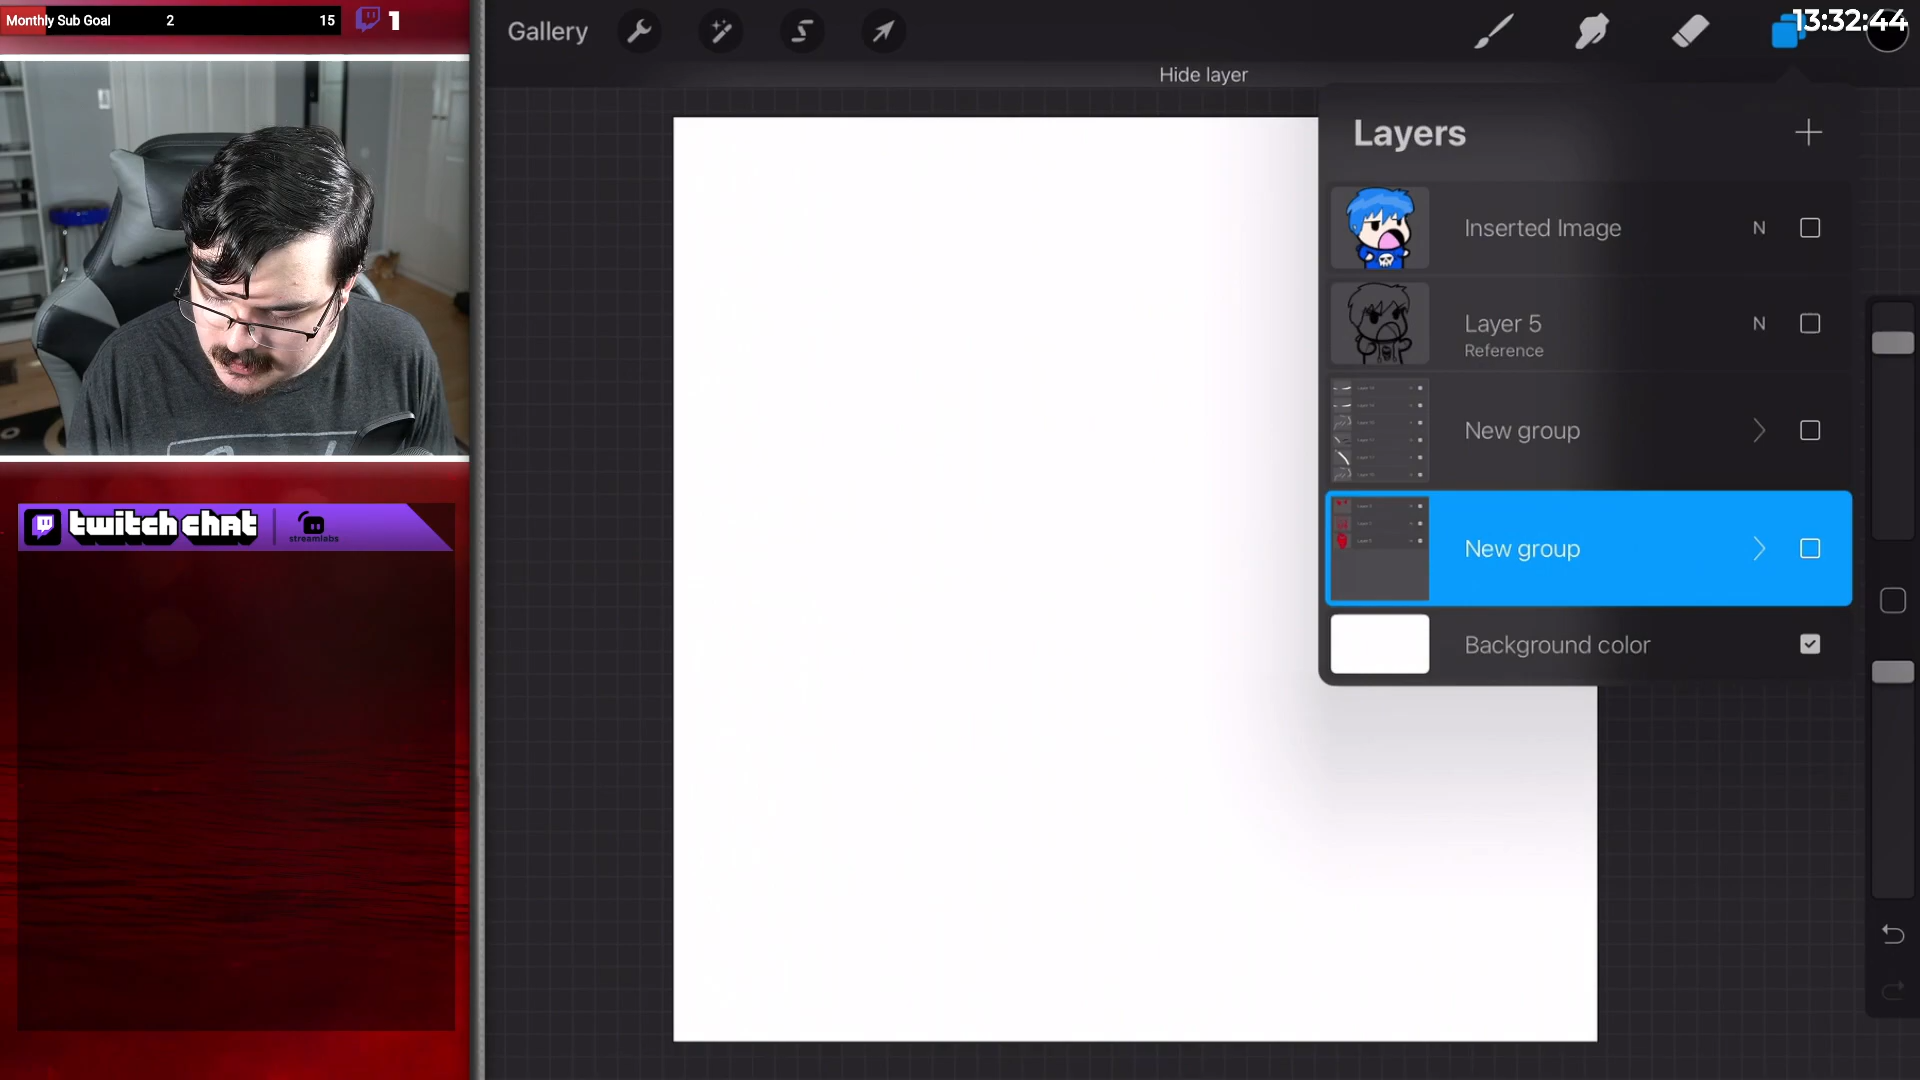 Monthly Sub Goal 2 15
1
Gallery
13:32:44
Hide layer
Layers
Inserted Image N
Layer 5 N
Reference
New group
New group
Background color
twitch chat
streamlabs